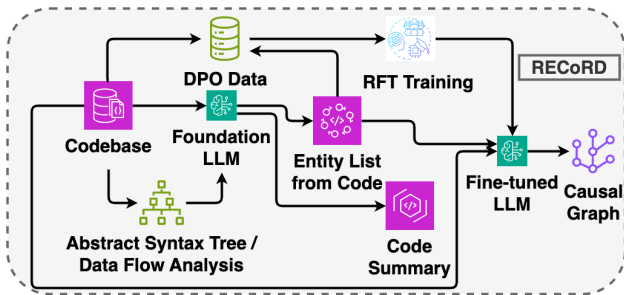 DPO Data
RFT Training
RECoRD
Codebase
Foundation
LLM
Entity List
from Code
Fine-tuned
LLM
Causal
Graph
Abstract Syntax Tree /
Data Flow Analysis
Code
Summary